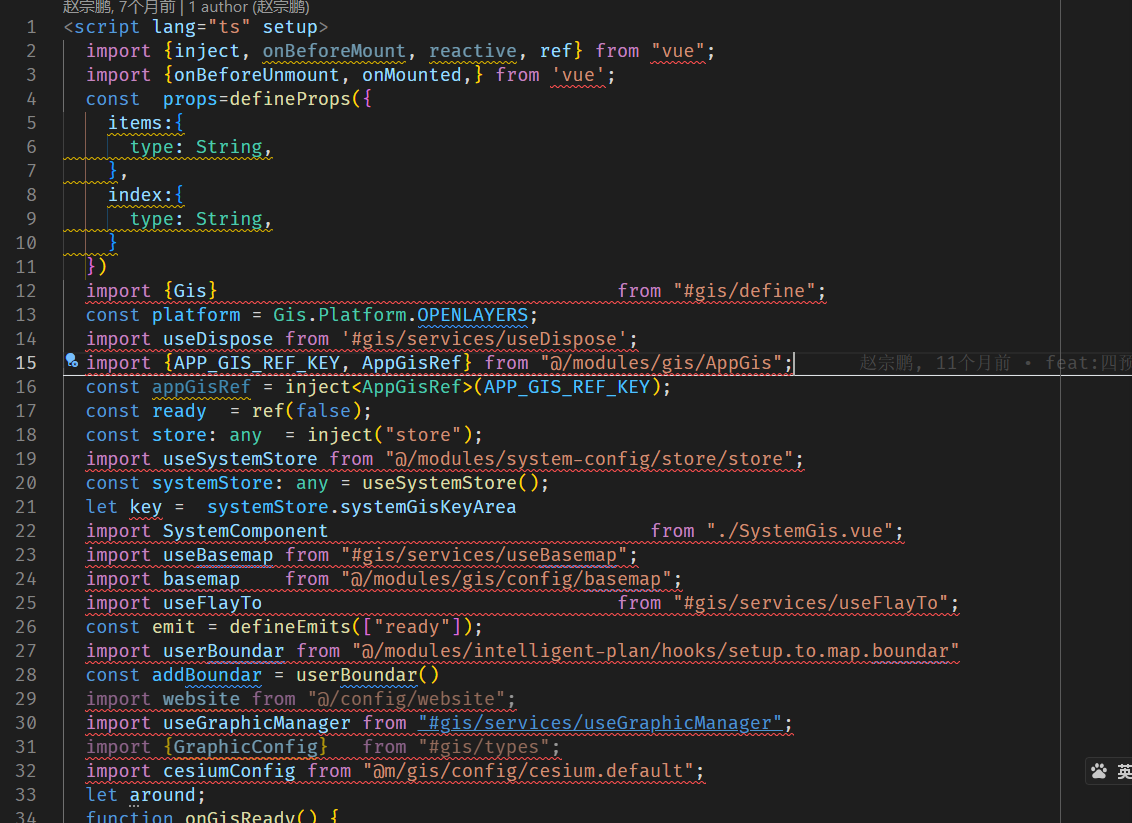 赵宗鹏, 7个月前 | 1 author (赵宗鹏)
1 <script lang="ts" setup>
2 import {inject, onBeforeMount, reactive, ref} from "vue";
3 import {onBeforeUnmount, onMounted,} from 'vue';
4 const  props=defineProps({
5 items:{
6 type: String,
7 },
8 index:{
9 type: String,
10 }
11 })
12 import {Gis} from "#gis/define";
13 const platform = Gis.Platform.OPENLAYERS;
14 import useDispose from '#gis/services/useDispose';
15 import {APP_GIS_REF_KEY, AppGisRef} from "@/modules/gis/AppGis"; 赵宗鹏, 11个月前 • feat:四预
16 const appGisRef = inject<AppGisRef>(APP_GIS_REF_KEY);
17 const ready  = ref(false);
18 const store: any  = inject("store");
19 import useSystemStore from "@/modules/system-config/store/store";
20 const systemStore: any = useSystemStore();
21 let key =  systemStore.systemGisKeyArea
22 import SystemComponent from "./SystemGis.vue";
23 import useBasemap from "#gis/services/useBasemap";
24 import basemap    from "@/modules/gis/config/basemap";
25 import useFlayTo from "#gis/services/useFlayTo";
26 const emit = defineEmits(["ready"]);
27 import userBoundar from "@/modules/intelligent-plan/hooks/setup.to.map.boundar"
28 const addBoundar = userBoundar()
29 import website from "@/config/website";
30 import useGraphicManager from "#gis/services/useGraphicManager";
31 import {GraphicConfig}   from "#gis/types";
32 import cesiumConfig from "@m/gis/config/cesium.default";
英
33 let around;
34 function onGisReady() {